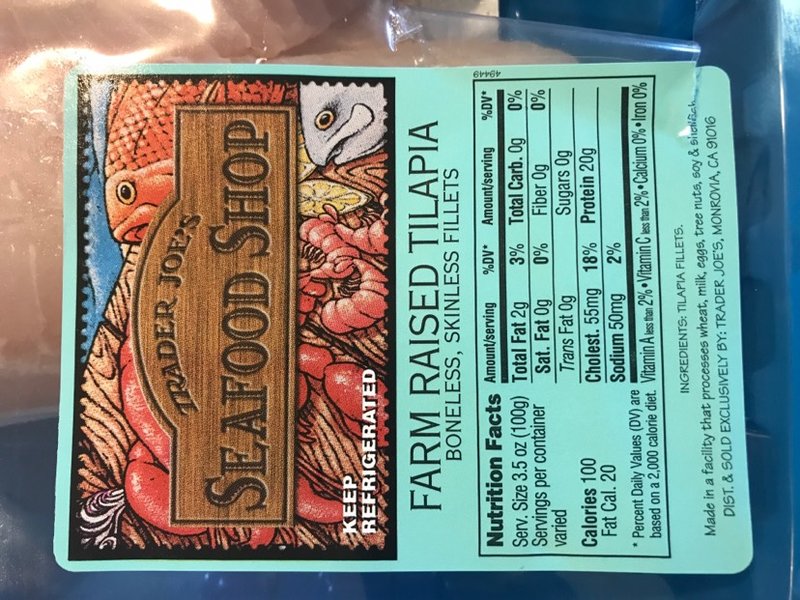 TRADER JOE'S
SEAFOOD SHOP
KEEP
REFRIGERATED
FARM RAISED TILAPIA
BONELESS, SKINLESS FILLETS
Nutrition Facts
Serv. Size 3.5 oz (100g)
Servings per container
varied
Calories 100
Fat Cal. 20
* Percent Daily Values (DV) are
based on a 2,000 calorie diet.
Amount/serving %DV* Amount/serving %DV*
Total Fat 2g 3% Total Carb. 0g 0%
Sat. Fat 0g 0% Fiber 0g 0%
Trans Fat 0g Sugars 0g
Cholest. 55mg 18% Protein 20g
Sodium 50mg 2%
Vitamin A less than 2% • Vitamin C less than 2% • Calcium 0% • Iron 0%
49449
INGREDIENTS: TILAPIA FILLETS.
Made in a facility that processes wheat, milk, eggs, tree nuts, soy & shellfish.
DIST. & SOLD EXCLUSIVELY BY: TRADER JOE'S, MONROVIA, CA 91016